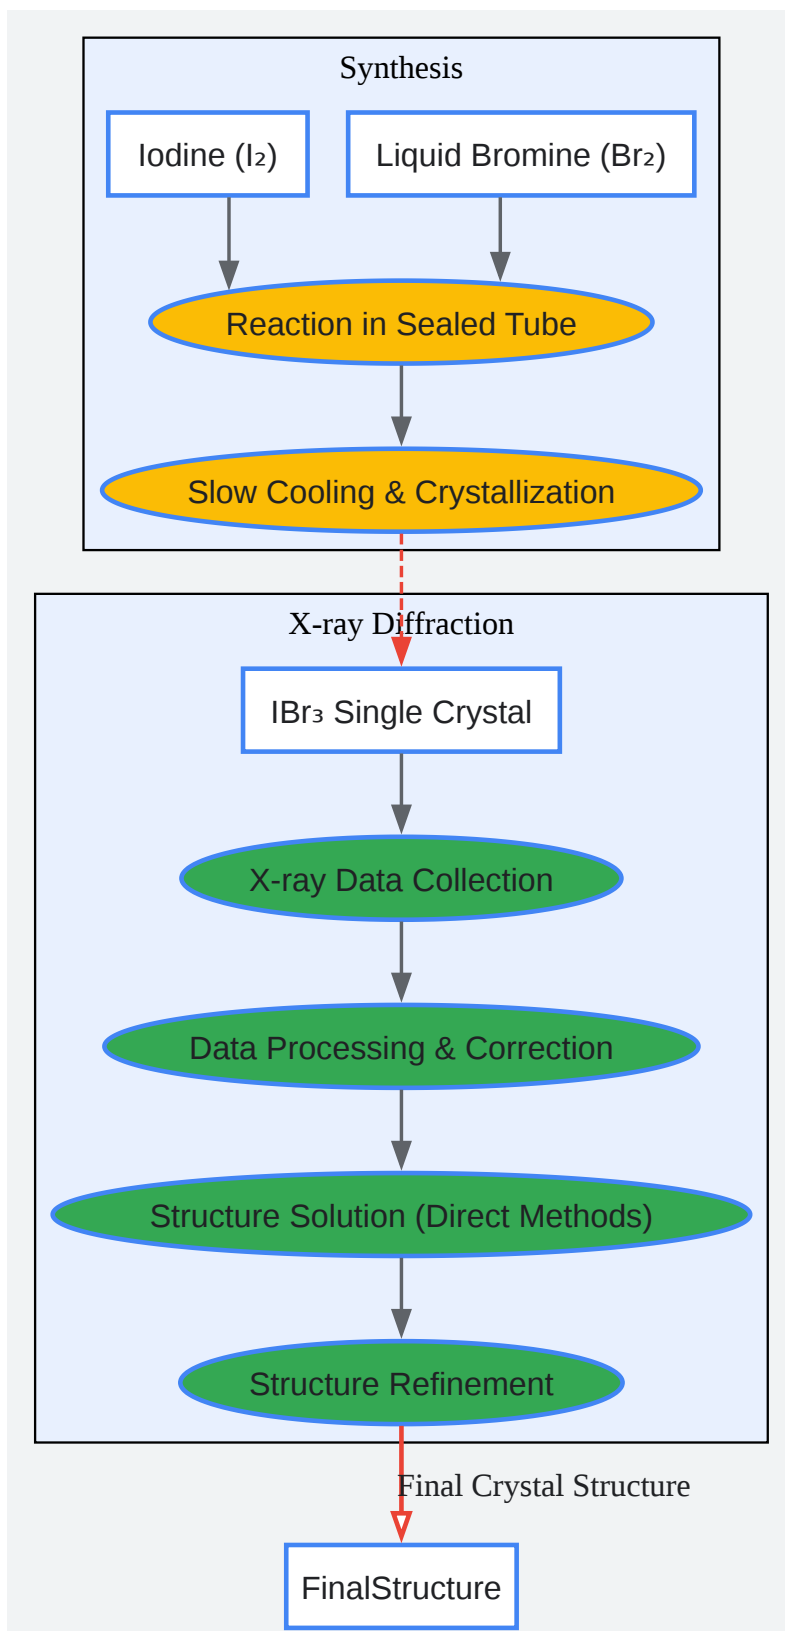 Synthesis
Iodine (I₂)
Liquid Bromine (Br₂)
Reaction in Sealed Tube
Slow Cooling & Crystallization
X-ray Diffraction
IBr₃ Single Crystal
X-ray Data Collection
Data Processing & Correction
Structure Solution (Direct Methods)
Structure Refinement
Final Crystal Structure
FinalStructure